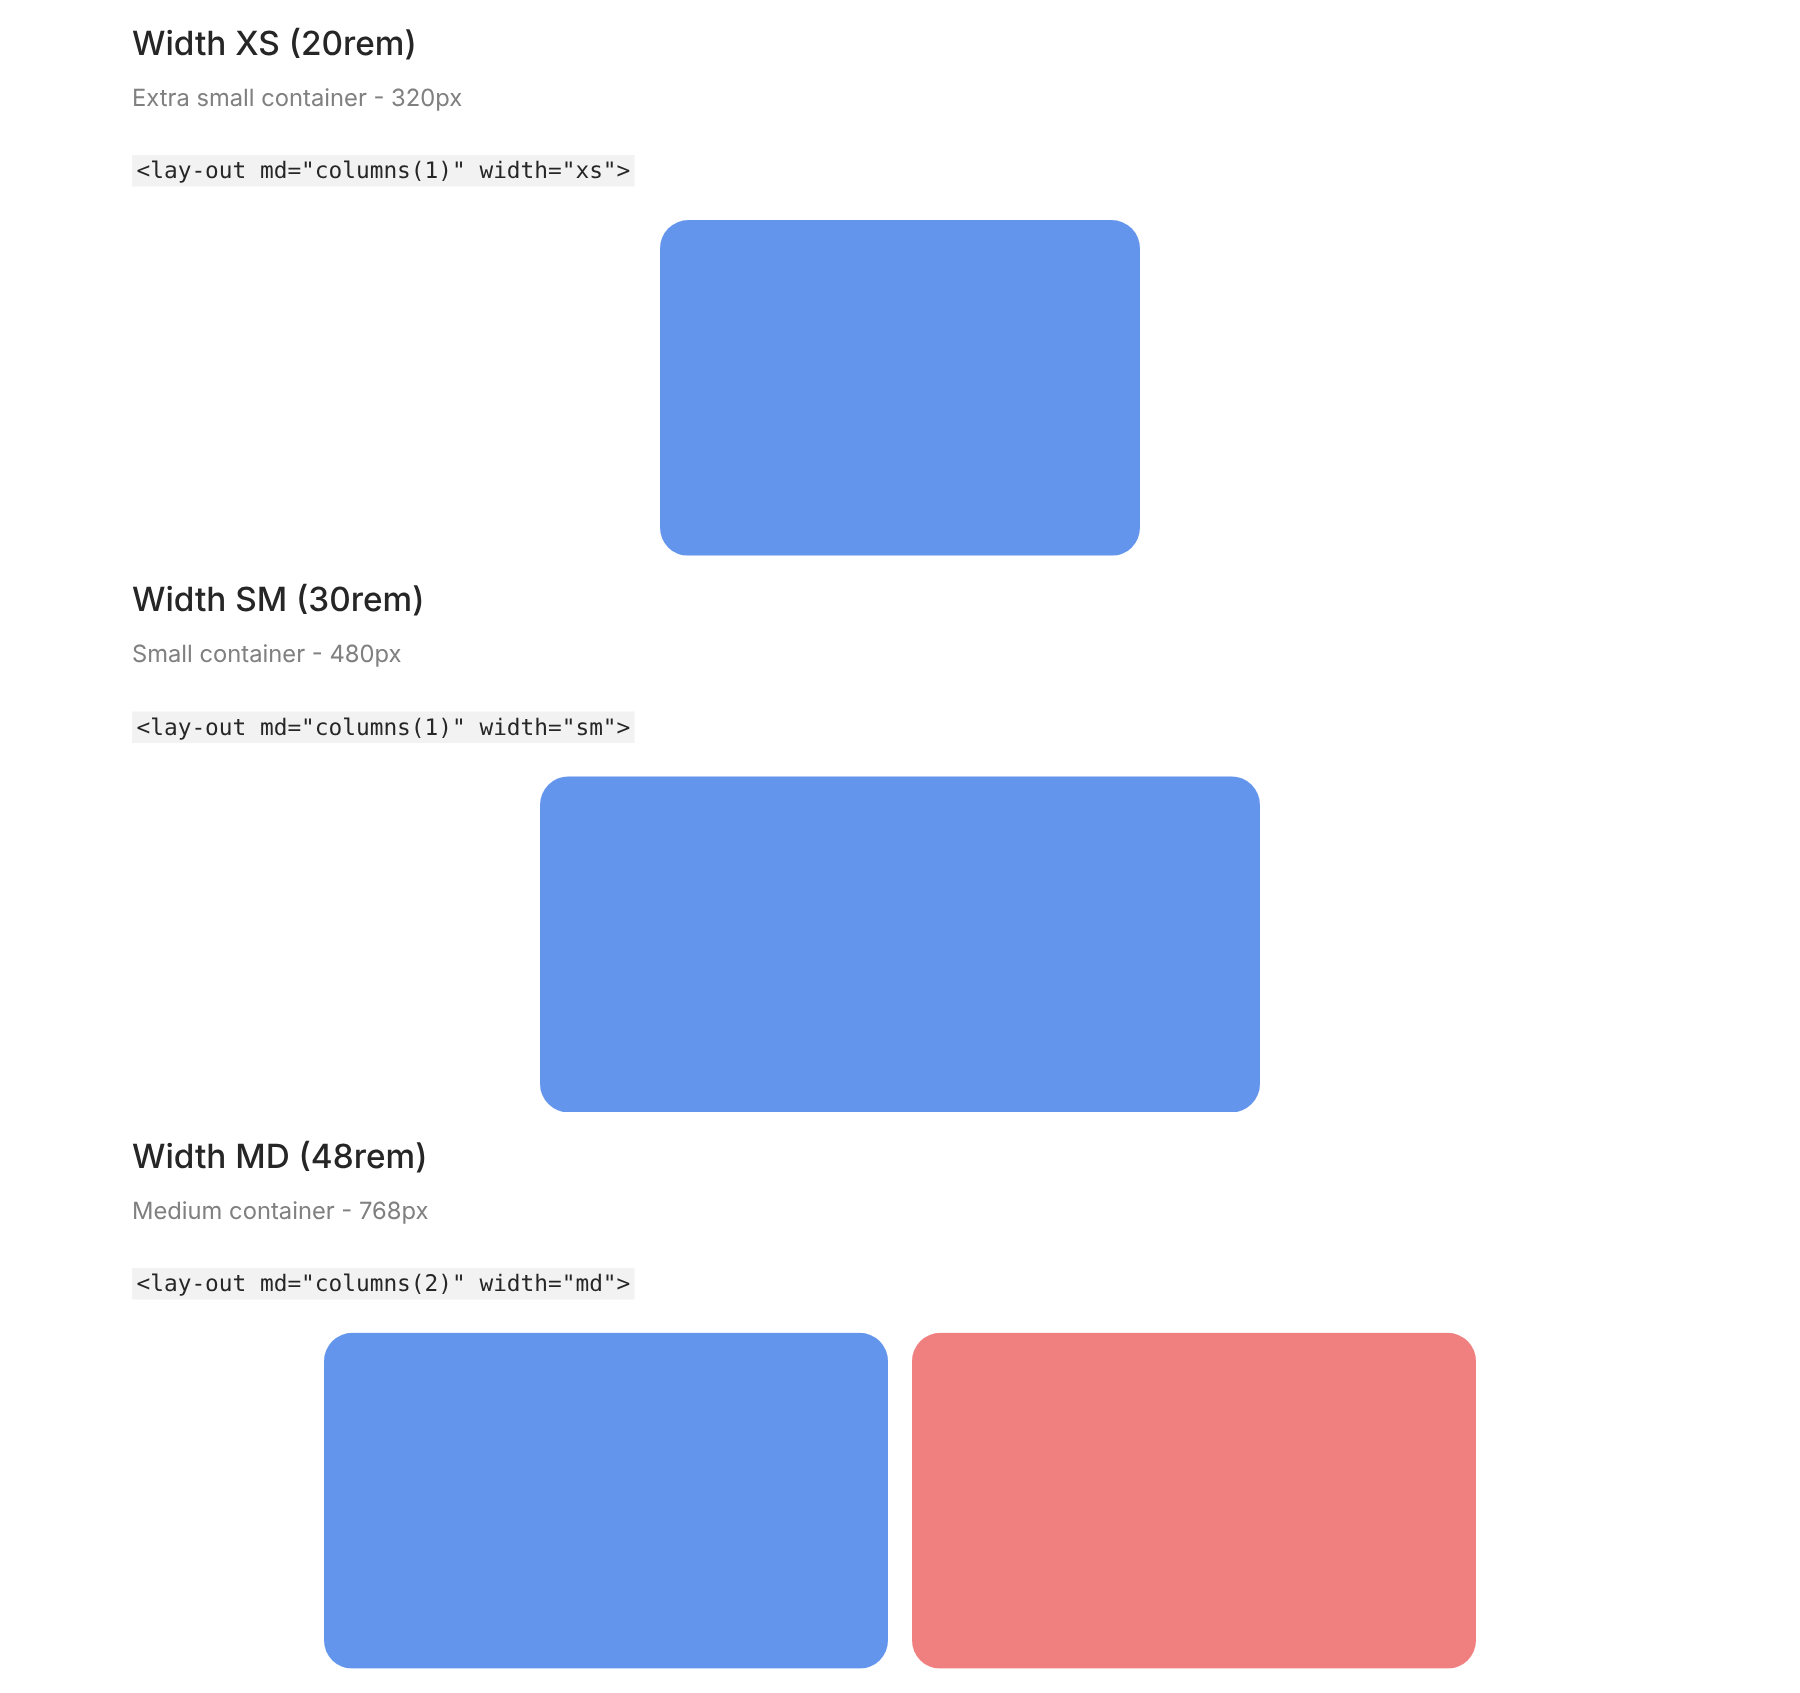 Width XS (20rem)
Extra small container - 320px
<lay-out md="columns(1)" width="xs">
Width SM (30rem)
Small container - 480px
<lay-out md="columns(1)" width="sm">
Width MD (48rem)
Medium container - 768px
<lay-out md="columns(2)" width="md">